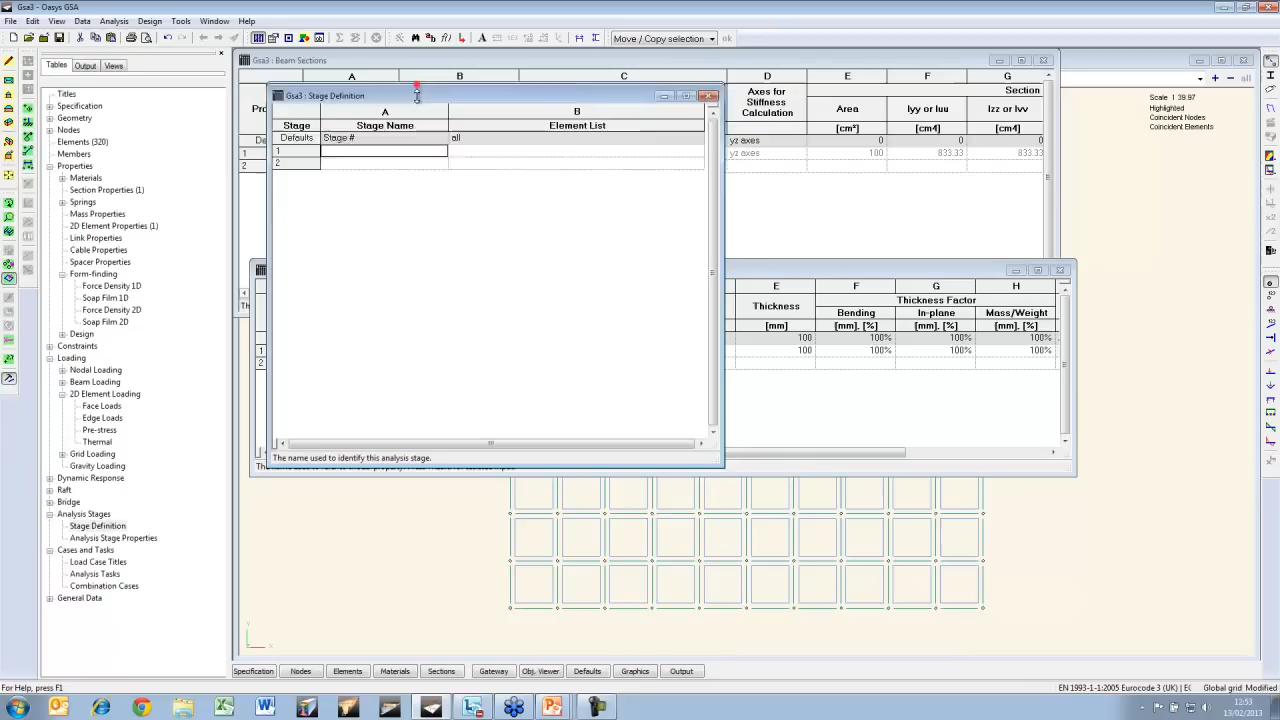 Gsa3 - Oasys GSA
File Edit View Data Analysis Design Tools Window Help
Move / Copy selection ok
Tables Output Views
Titles
Specification
Geometry
Nodes
Elements (320)
Members
Properties
Materials
Section Properties (1)
Springs
Mass Properties
2D Element Properties (1)
Link Properties
Cable Properties
Spacer Properties
Form-finding
Force Density 1D
Soap Film 1D
Force Density 2D
Soap Film 2D
Design
Constraints
Loading
Nodal Loading
Beam Loading
2D Element Loading
Face Loads
Edge Loads
Pre-stress
Thermal
Grid Loading
Gravity Loading
Dynamic Response
Raft
Bridge
Analysis Stages
Stage Definition
Analysis Stage Properties
Cases and Tasks
Load Case Titles
Analysis Tasks
Combination Cases
General Data
Gsa3 : Beam Sections
A B C D E F G
Axes for Stiffness Calculation
Section
Area Iyy or Iuu Izz or Ivv
[cm²] [cm4] [cm4]
yz axes 0 0 0
1 yz axes 100 833.33 833.33
2
Gsa3 : Stage Definition
A B
Stage Stage Name Element List
Defaults Stage # all
1
2
The name used to identify this analysis stage.
E F G H
Thickness Thickness Factor
Bending In-plane Mass/Weight
[mm] [mm], [%] [mm], [%] [mm], [%]
100 100% 100% 100%
1 100 100% 100% 100%
2
Scale 1 :39.97
Highlighted
Coincident Nodes
Coincident Elements
Specification Nodes Elements Materials Sections Gateway Obj. Viewer Defaults Graphics Output
For Help, press F1
EN 1993-1-1:2005 Eurocode 3 (UK) Global grid Modified
12:53
13/02/2013